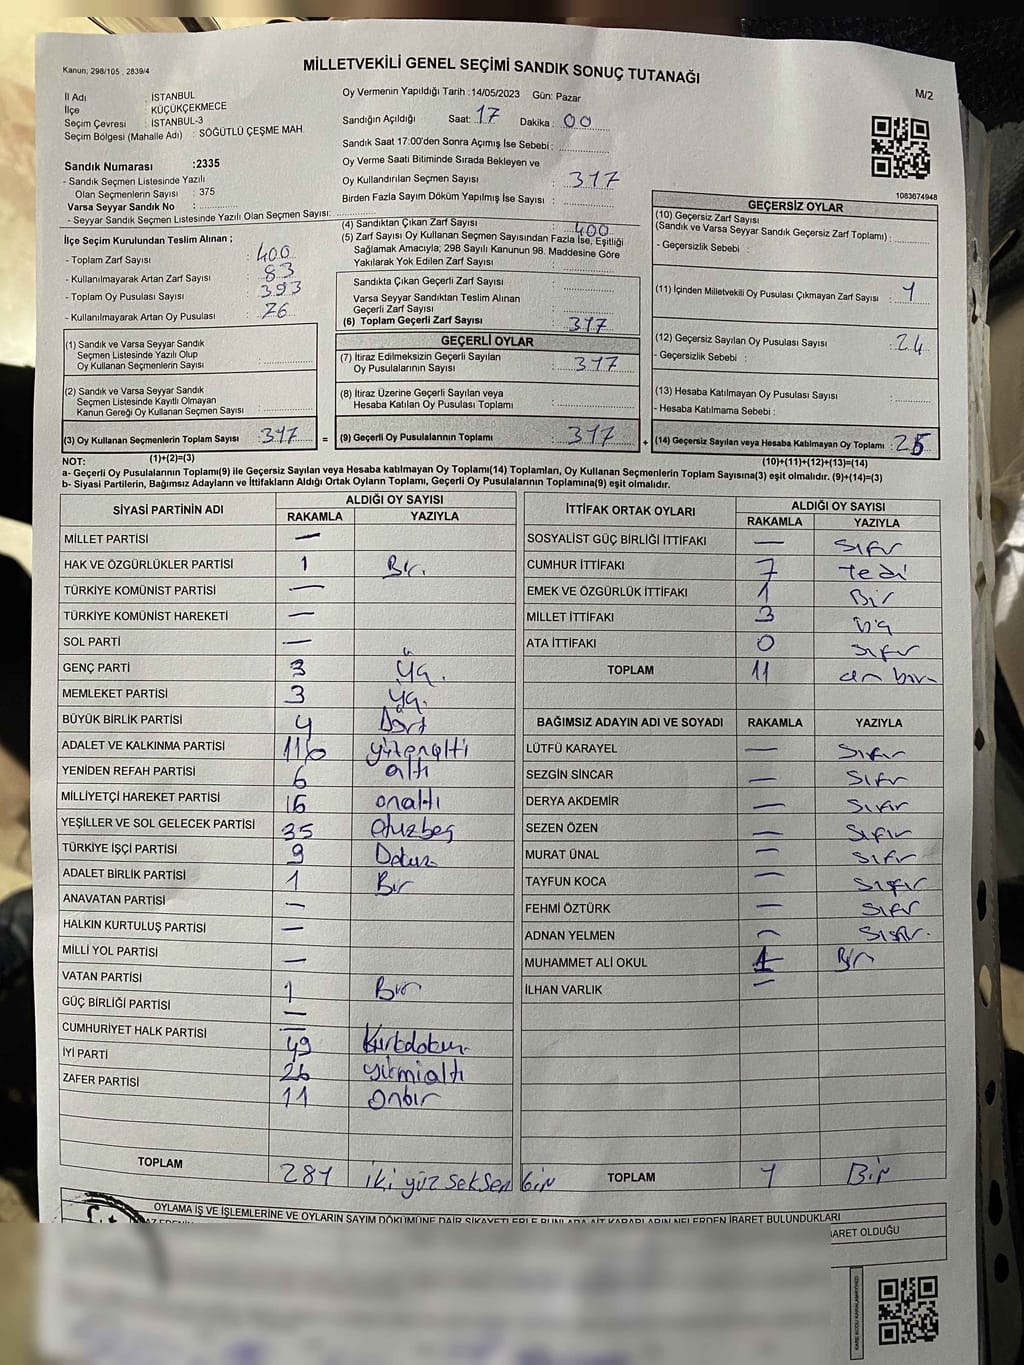 MİLLETVEKİLİ GENEL SEÇİMİ SANDIK SONUÇ TUTANAĞI
Kanun; 298/105 , 2839/4
M/2
İl Adı : İSTANBUL
İlçe : KÜÇÜKÇEKMECE
Seçim Çevresi : İSTANBUL-3
Seçim Bölgesi (Mahalle Adı) : SÖĞÜTLÜ ÇEŞME MAH.
Sandık Numarası :2335
- Sandık Seçmen Listesinde Yazılı
Olan Seçmenlerin Sayısı : 375
Varsa Seyyar Sandık No :
- Seyyar Sandık Seçmen Listesinde Yazılı Olan Seçmen Sayısı:
İlçe Seçim Kurulundan Teslim Alınan ;
- Toplam Zarf Sayısı : 400
- Kullanılmayarak Artan Zarf Sayısı : 83
- Toplam Oy Pusulası Sayısı : 393
- Kullanılmayarak Artan Oy Pusulası : 76
(1) Sandık ve Varsa Seyyar Sandık
Seçmen Listesinde Yazılı Olup
Oy Kullanan Seçmenlerin Sayısı :
(2) Sandık ve Varsa Seyyar Sandık
Seçmen Listesinde Kayıtlı Olmayan
Kanun Gereği Oy Kullanan Seçmen Sayısı :
(3) Oy Kullanan Seçmenlerin Toplam Sayısı : 317 =
(1)+(2)=(3)
Oy Vermenin Yapıldığı Tarih :14/05/2023 Gün: Pazar
Sandığın Açıldığı Saat: 17 Dakika : 00
Sandık Saat 17:00'den Sonra Açımış İse Sebebi :
Oy Verme Saati Bitiminde Sırada Bekleyen ve
Oy Kullandırılan Seçmen Sayısı : 317
Birden Fazla Sayım Döküm Yapılmış İse Sayısı :
(4) Sandıktan Çıkan Zarf Sayısı : 400
(5) Zarf Sayısı Oy Kullanan Seçmen Sayısından Fazla İse, Eşitliği
Sağlamak Amacıyla, 298 Sayılı Kanunun 98. Maddesine Göre
Yakılarak Yok Edilen Zarf Sayısı :
Sandıkta Çıkan Geçerli Zarf Sayısı :
Varsa Seyyar Sandıktan Teslim Alınan
Geçerli Zarf Sayısı :
(6) Toplam Geçerli Zarf Sayısı : 317
GEÇERLİ OYLAR
(7) İtiraz Edilmeksizin Geçerli Sayılan
Oy Pusulalarının Sayısı : 317
(8) İtiraz Üzerine Geçerli Sayılan veya
Hesaba Katılan Oy Pusulası Toplamı :
(9) Geçerli Oy Pusulalarının Toplamı : 317 +
1083674948
GEÇERSİZ OYLAR
(10) Geçersiz Zarf Sayısı
(Sandık ve Varsa Seyyar Sandık Geçersiz Zarf Toplamı) :
- Geçersizlik Sebebi :
(11) İçinden Milletvekili Oy Pusulası Çıkmayan Zarf Sayısı : 1
(12) Geçersiz Sayılan Oy Pusulası Sayısı : 24
- Geçersizlik Sebebi :
(13) Hesaba Katılmayan Oy Pusulası Sayısı :
- Hesaba Katılmama Sebebi :
(14) Geçersiz Sayılan veya Hesaba Katılmayan Oy Toplamı : 25
(10)+(11)+(12)+(13)=(14)
NOT:
a- Geçerli Oy Pusulalarının Toplamı(9) ile Geçersiz Sayılan veya Hesaba katılmayan Oy Toplamı(14) Toplamları, Oy Kullanan Seçmenlerin Toplam Sayısına(3) eşit olmalıdır. (9)+(14)=(3)
b- Siyasi Partilerin, Bağımsız Adayların ve İttifakların Aldığı Ortak Oyların Toplamı, Geçerli Oy Pusulalarının Toplamına(9) eşit olmalıdır.
SİYASİ PARTİNİN ADI ALDIĞI OY SAYISI
RAKAMLA YAZIYLA
MİLLET PARTİSİ —
HAK VE ÖZGÜRLÜKLER PARTİSİ 1 Bir.
TÜRKİYE KOMÜNİST PARTİSİ —
TÜRKİYE KOMÜNİST HAREKETİ —
SOL PARTİ —
GENÇ PARTİ 3 Üç.
MEMLEKET PARTİSİ 3 Üç.
BÜYÜK BİRLİK PARTİSİ 4 Dört
ADALET VE KALKINMA PARTİSİ 116 yüzonaltı
YENİDEN REFAH PARTİSİ 6 altı
MİLLİYETÇİ HAREKET PARTİSİ 16 onaltı
YEŞİLLER VE SOL GELECEK PARTİSİ 35 Otuzbeş
TÜRKİYE İŞÇİ PARTİSİ 9 Dokuz
ADALET BİRLİK PARTİSİ 1 Bir
ANAVATAN PARTİSİ —
HALKIN KURTULUŞ PARTİSİ —
MİLLİ YOL PARTİSİ —
VATAN PARTİSİ 1 Bir
GÜÇ BİRLİĞİ PARTİSİ —
CUMHURİYET HALK PARTİSİ 49 Kırkdokuz
İYİ PARTİ 26 yirmialtı
ZAFER PARTİSİ 11 Onbir
TOPLAM 281 iki yüz seksen bir
İTTİFAK ORTAK OYLARI ALDIĞI OY SAYISI
RAKAMLA YAZIYLA
SOSYALİST GÜÇ BİRLİĞİ İTTİFAKI — Sıfır
CUMHUR İTTİFAKI 7 Yedi
EMEK VE ÖZGÜRLÜK İTTİFAKI 1 Bir
MİLLET İTTİFAKI 3 Üç
ATA İTTİFAKI 0 Sıfır
TOPLAM 11 on bir
BAĞIMSIZ ADAYIN ADI VE SOYADI RAKAMLA YAZIYLA
LÜTFÜ KARAYEL — Sıfır
SEZGİN SİNCAR — Sıfır
DERYA AKDEMİR — Sıfır
SEZEN ÖZEN — Sıfır
MURAT ÜNAL — Sıfır
TAYFUN KOCA — Sıfır
FEHMİ ÖZTÜRK — Sıfır
ADNAN YELMEN — Sıfır.
MUHAMMET ALİ OKUL 1 Bir
İLHAN VARLIK —
TOPLAM 1 Bir
OYLAMA İŞ VE İŞLEMLERİNE VE OYLARIN SAYIM DÖKÜMÜNE DAİR ŞİKAYETLERLE BUNLARA AİT KARARLARIN NELERDEN İBARET BULUNDUKLARI
İBARET OLDUĞU